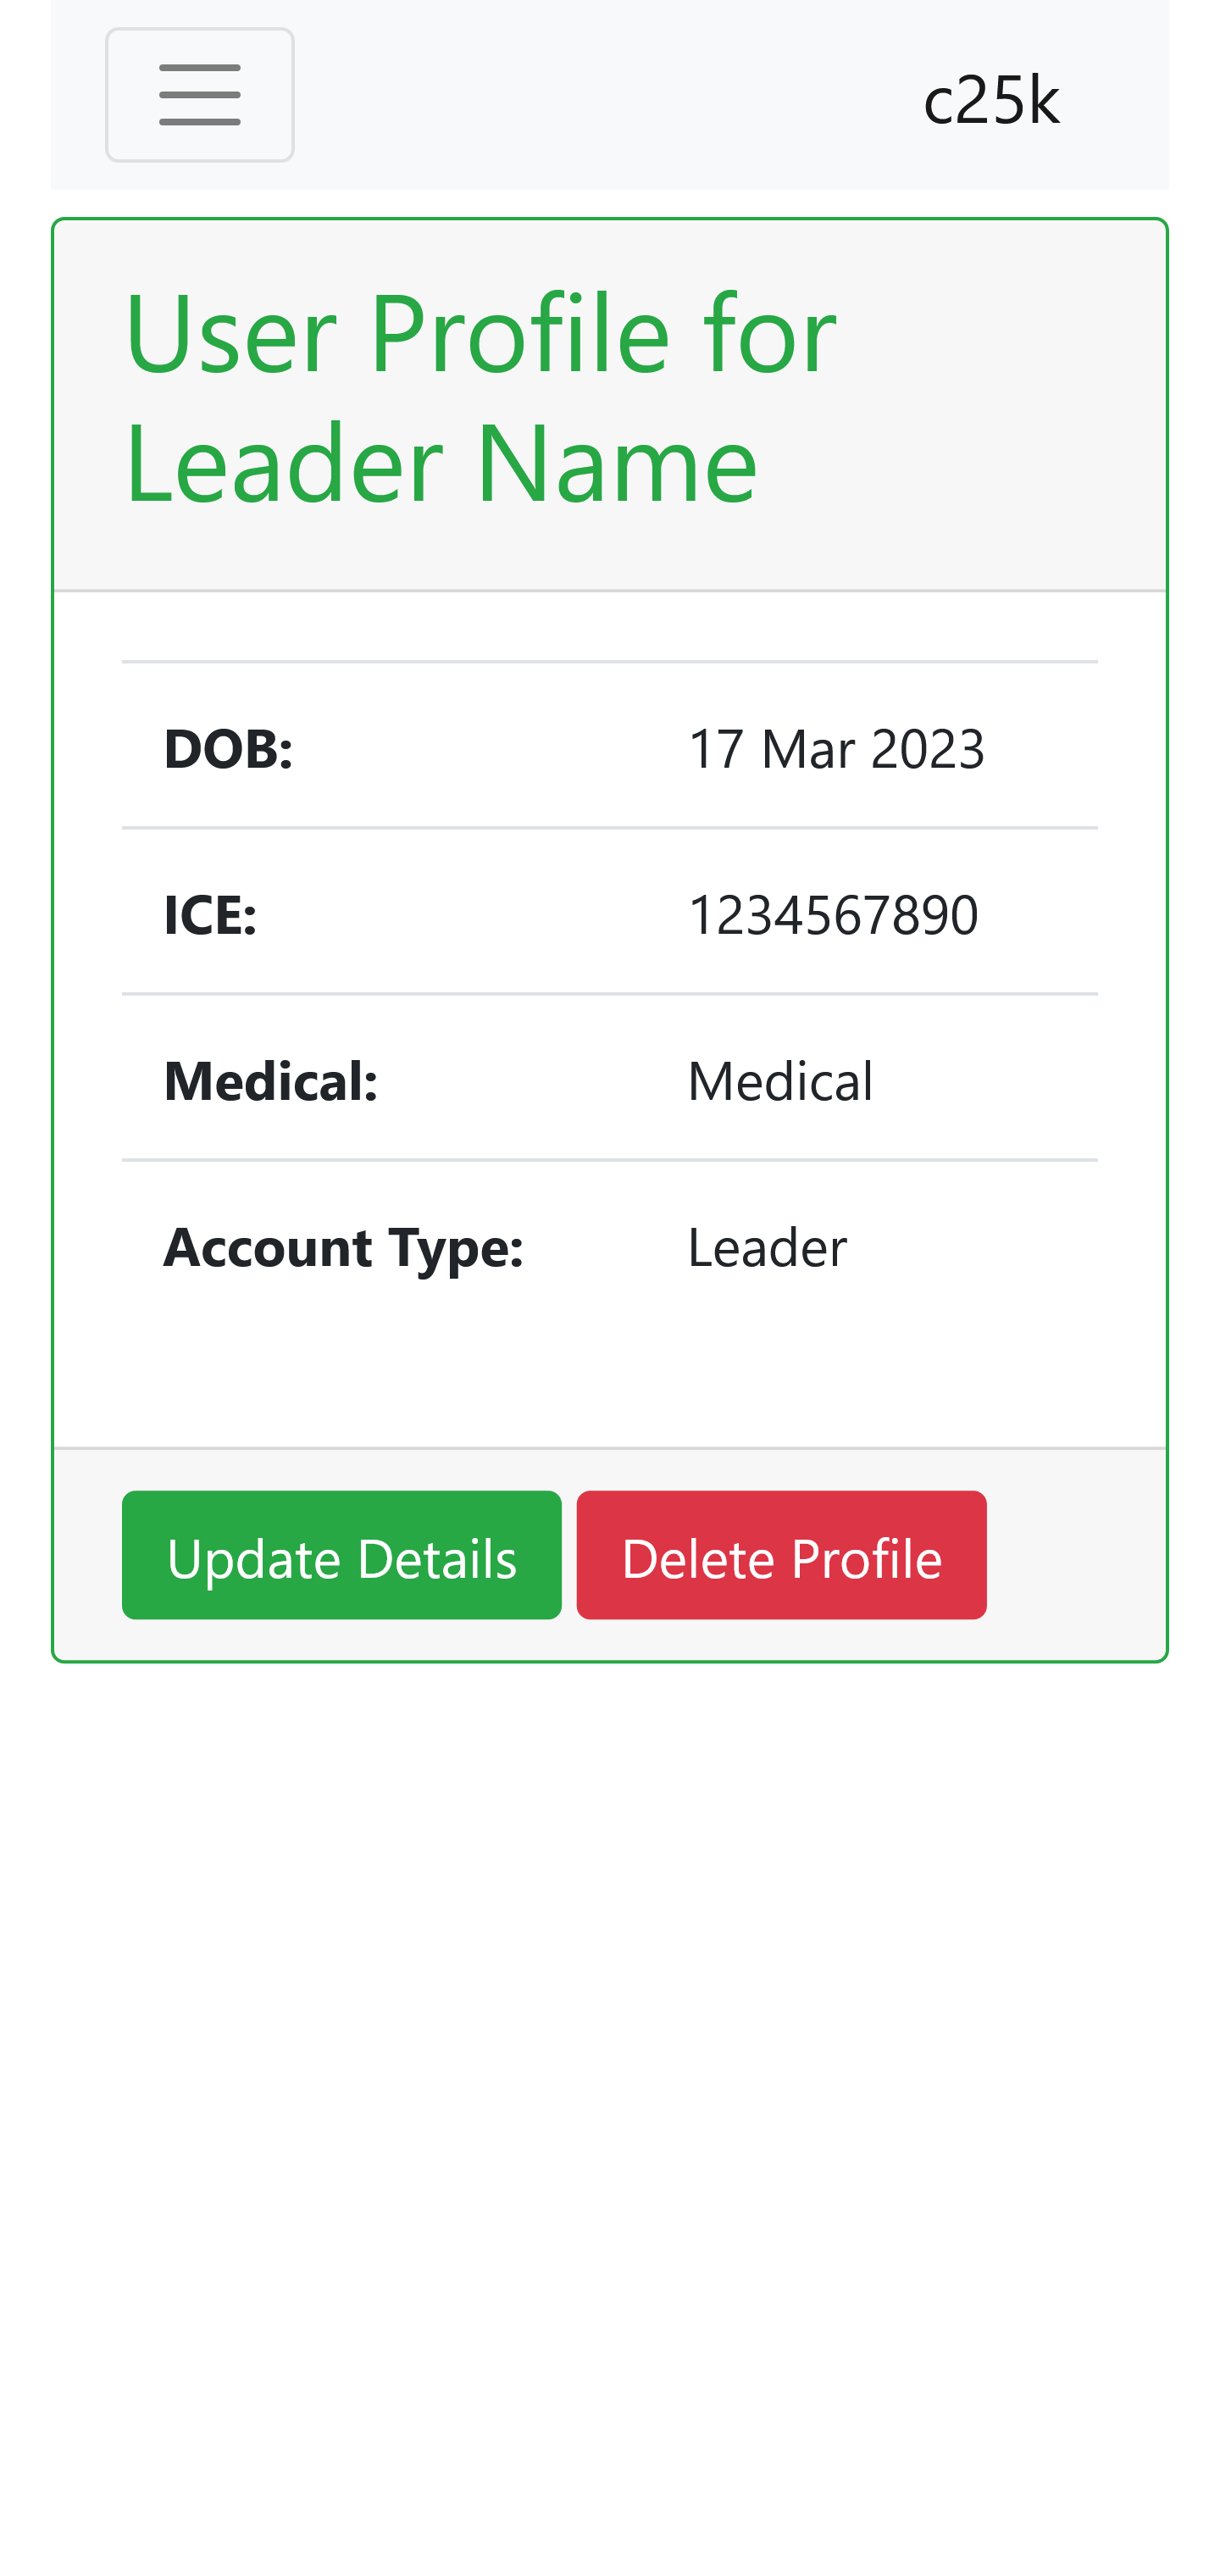 c25k
User Profile for
Leader Name
DOB: 17 Mar 2023
ICE: 1234567890
Medical: Medical
Account Type: Leader
Update Details Delete Profile